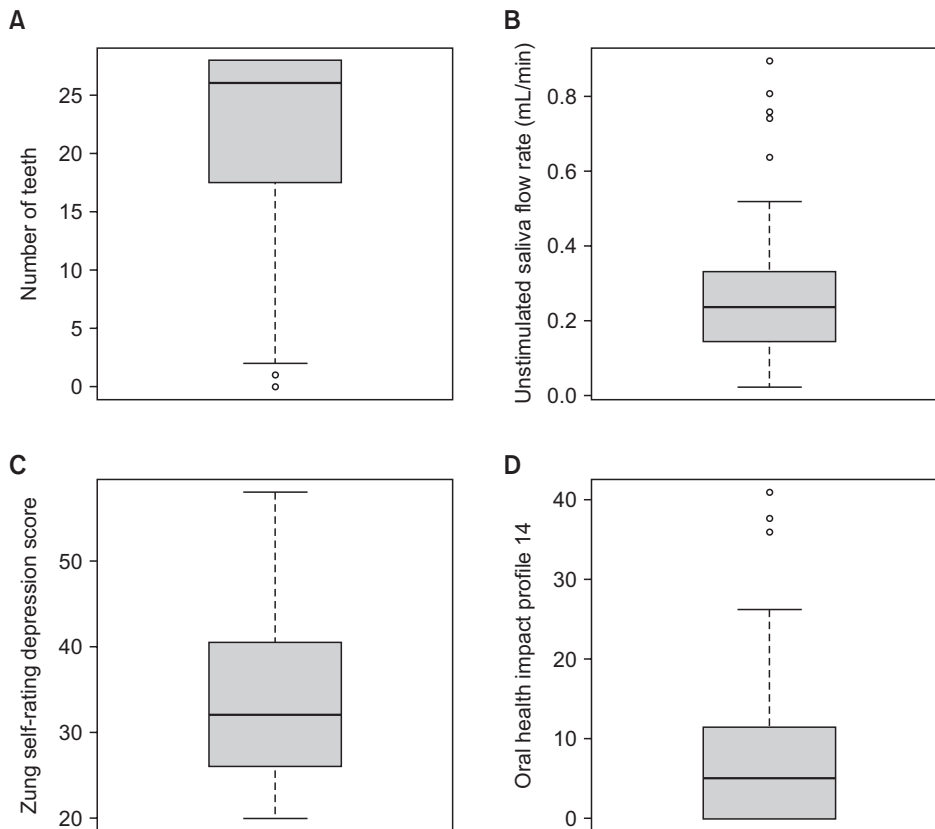 A
Number of teeth
25
20
15
10
5
0
B
Unstimulated saliva flow rate (mL/min)
0.8
0.6
0.4
0.2
0.0
C
Zung self-rating depression score
50
40
30
20
D
Oral health impact profile 14
40
30
20
10
0